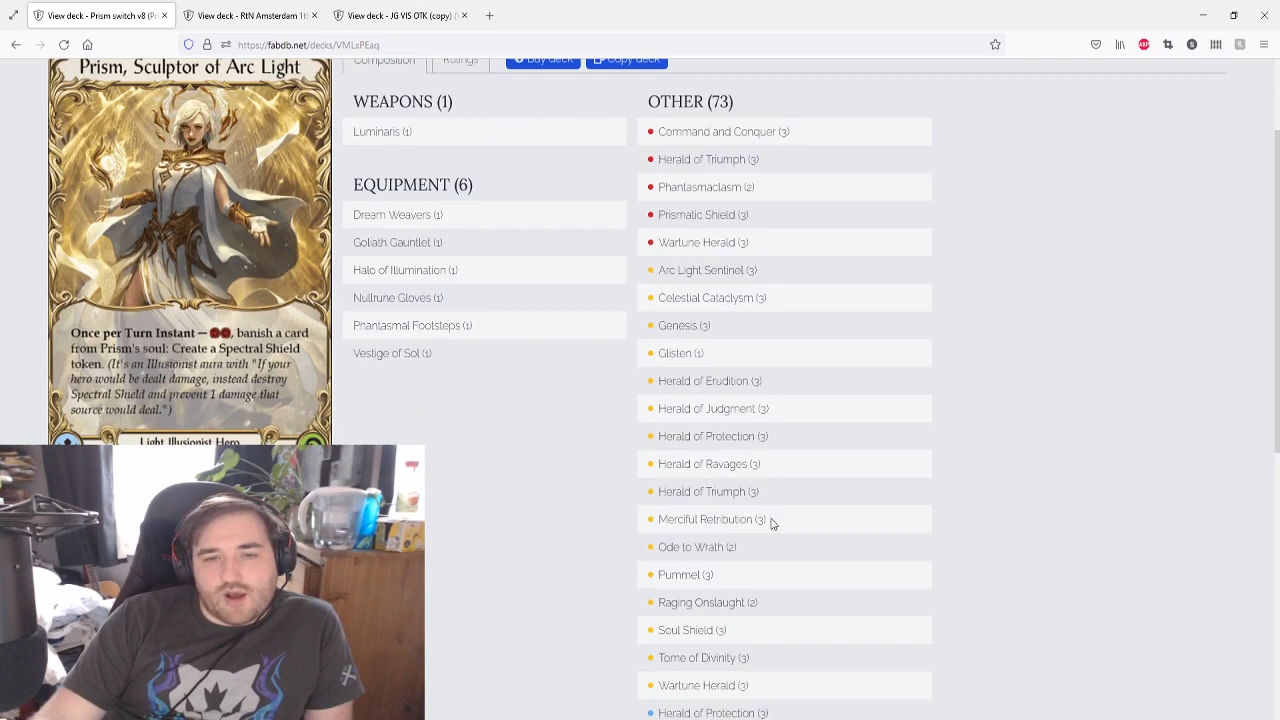 View deck - Prism switch v8 (Pri
View deck - RtN Amsterdam 1t
View deck - JG VIS OTK (copy) (V
https://fabdb.net/decks/VMLxPEaq
Prism, Sculptor of Arc Light
Once per Turn Instant — , banish a card
from Prism's soul: Create a Spectral Shield
token. (It's an Illusionist aura with "If your
hero would be dealt damage, instead destroy
Spectral Shield and prevent 1 damage that
source would deal.")
Light Illusionist Hero
Composition
Ratings
Buy deck
Copy deck
WEAPONS (1)
Luminaris (1)
EQUIPMENT (6)
Dream Weavers (1)
Goliath Gauntlet (1)
Halo of Illumination (1)
Nullrune Gloves (1)
Phantasmal Footsteps (1)
Vestige of Sol (1)
OTHER (73)
Command and Conquer (3)
Herald of Triumph (3)
Phantasmaclasm (2)
Prismatic Shield (3)
Wartune Herald (3)
Arc Light Sentinel (3)
Celestial Cataclysm (3)
Genesis (3)
Glisten (1)
Herald of Erudition (3)
Herald of Judgment (3)
Herald of Protection (3)
Herald of Ravages (3)
Herald of Triumph (3)
Merciful Retribution (3)
Ode to Wrath (2)
Pummel (3)
Raging Onslaught (2)
Soul Shield (3)
Tome of Divinity (3)
Wartune Herald (3)
Herald of Protection (3)